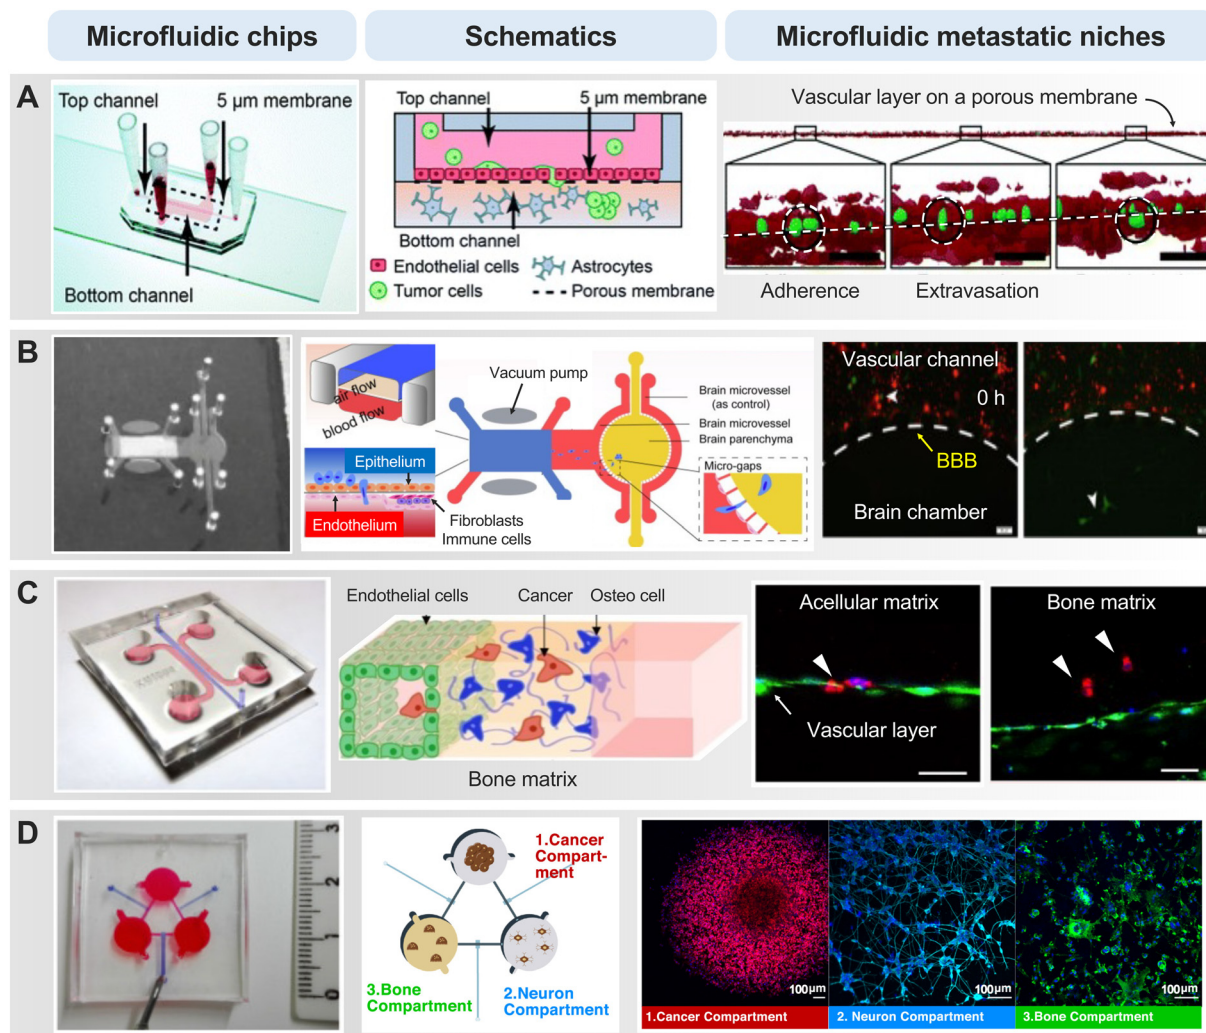 Microfluidic chips
Schematics
Microfluidic metastatic niches
A
Top channel
5 µm membrane
Bottom channel
Top channel
5 µm membrane
Bottom channel
Endothelial cells
Astrocytes
Tumor cells
Porous membrane
Vascular layer on a porous membrane
Adherence
Extravasation
B
air flow
blood flow
Epithelium
Endothelium
Fibroblasts
Immune cells
Vacuum pump
Brain microvessel
(as control)
Brain microvessel
Brain parenchyma
Micro-gaps
Vascular channel
0 h
BBB
Brain chamber
C
Endothelial cells
Cancer
Osteo cell
Bone matrix
Acellular matrix
Vascular layer
Bone matrix
D
3
2
1
0
1.Cancer
Compart-
ment
3.Bone
Compartment
2.Neuron
Compartment
100µm
100µm
100µm
1.Cancer Compartment
2. Neuron Compartment
3.Bone Compartment